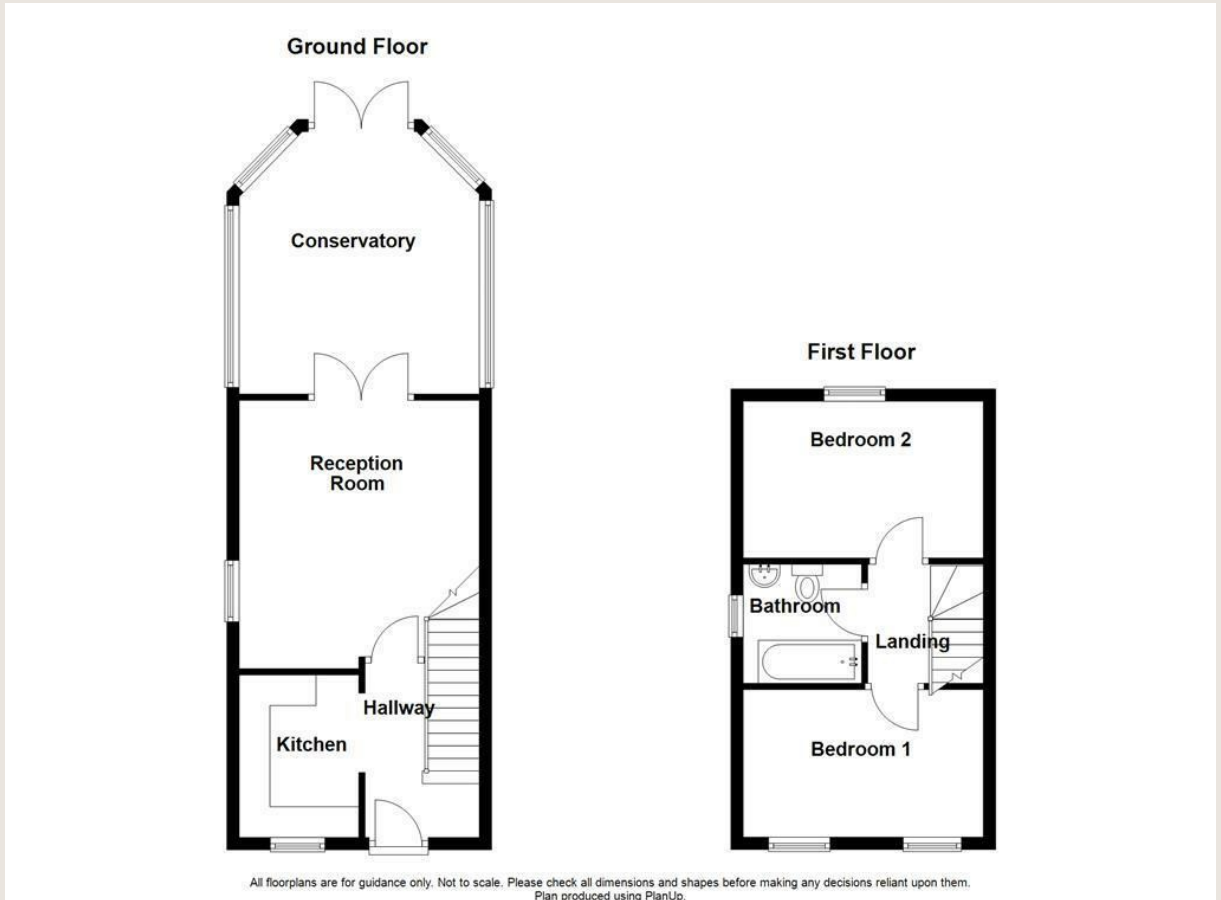 Ground Floor
Conservatory
Reception
Room
Hallway
Kitchen
First Floor
Bedroom 2
Bathroom
Landing
Bedroom 1
All floorplans are for guidance only. Not to scale. Please check all dimensions and shapes before making any decisions reliant upon them.
Plan produced using PlanUp.